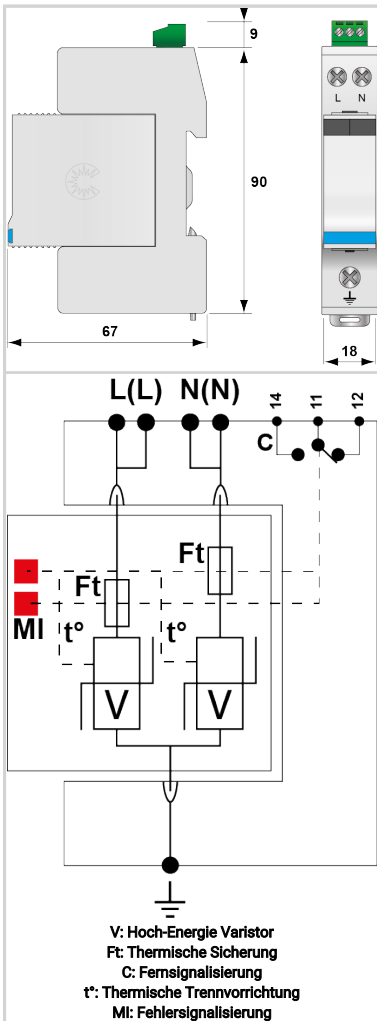 9
L N
90
67
18
L(L) N(N) 14 11 12
C
Ft
Ft
MI t° t°
V V
V: Hoch-Energie Varistor
Ft: Thermische Sicherung
C: Fernsignalisierung
t°: Thermische Trennvorrichtung
MI: Fehlersignalisierung